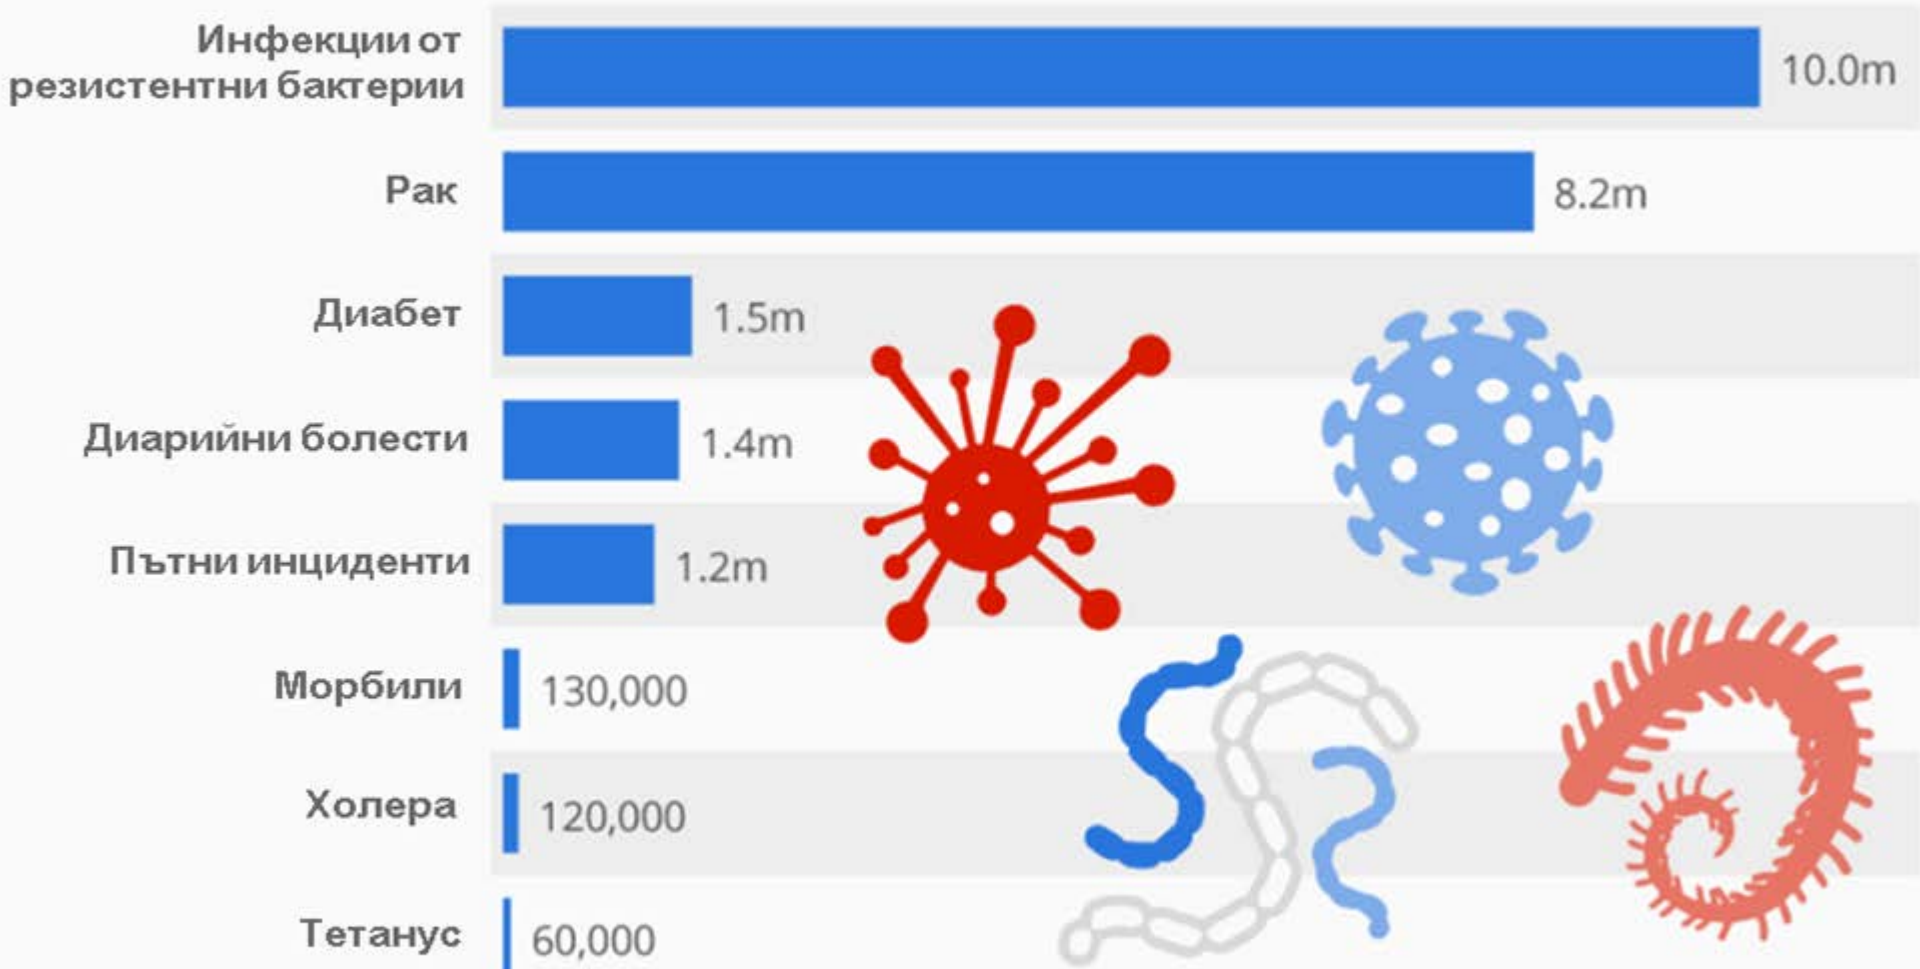 Инфекции от
резистентни бактерии
10.0m
Рак
8.2m
Диабет
1.5m
Диарийни болести
1.4m
Пътни инциденти
1.2m
Морбили
130,000
Холера
120,000
Тетанус
60,000